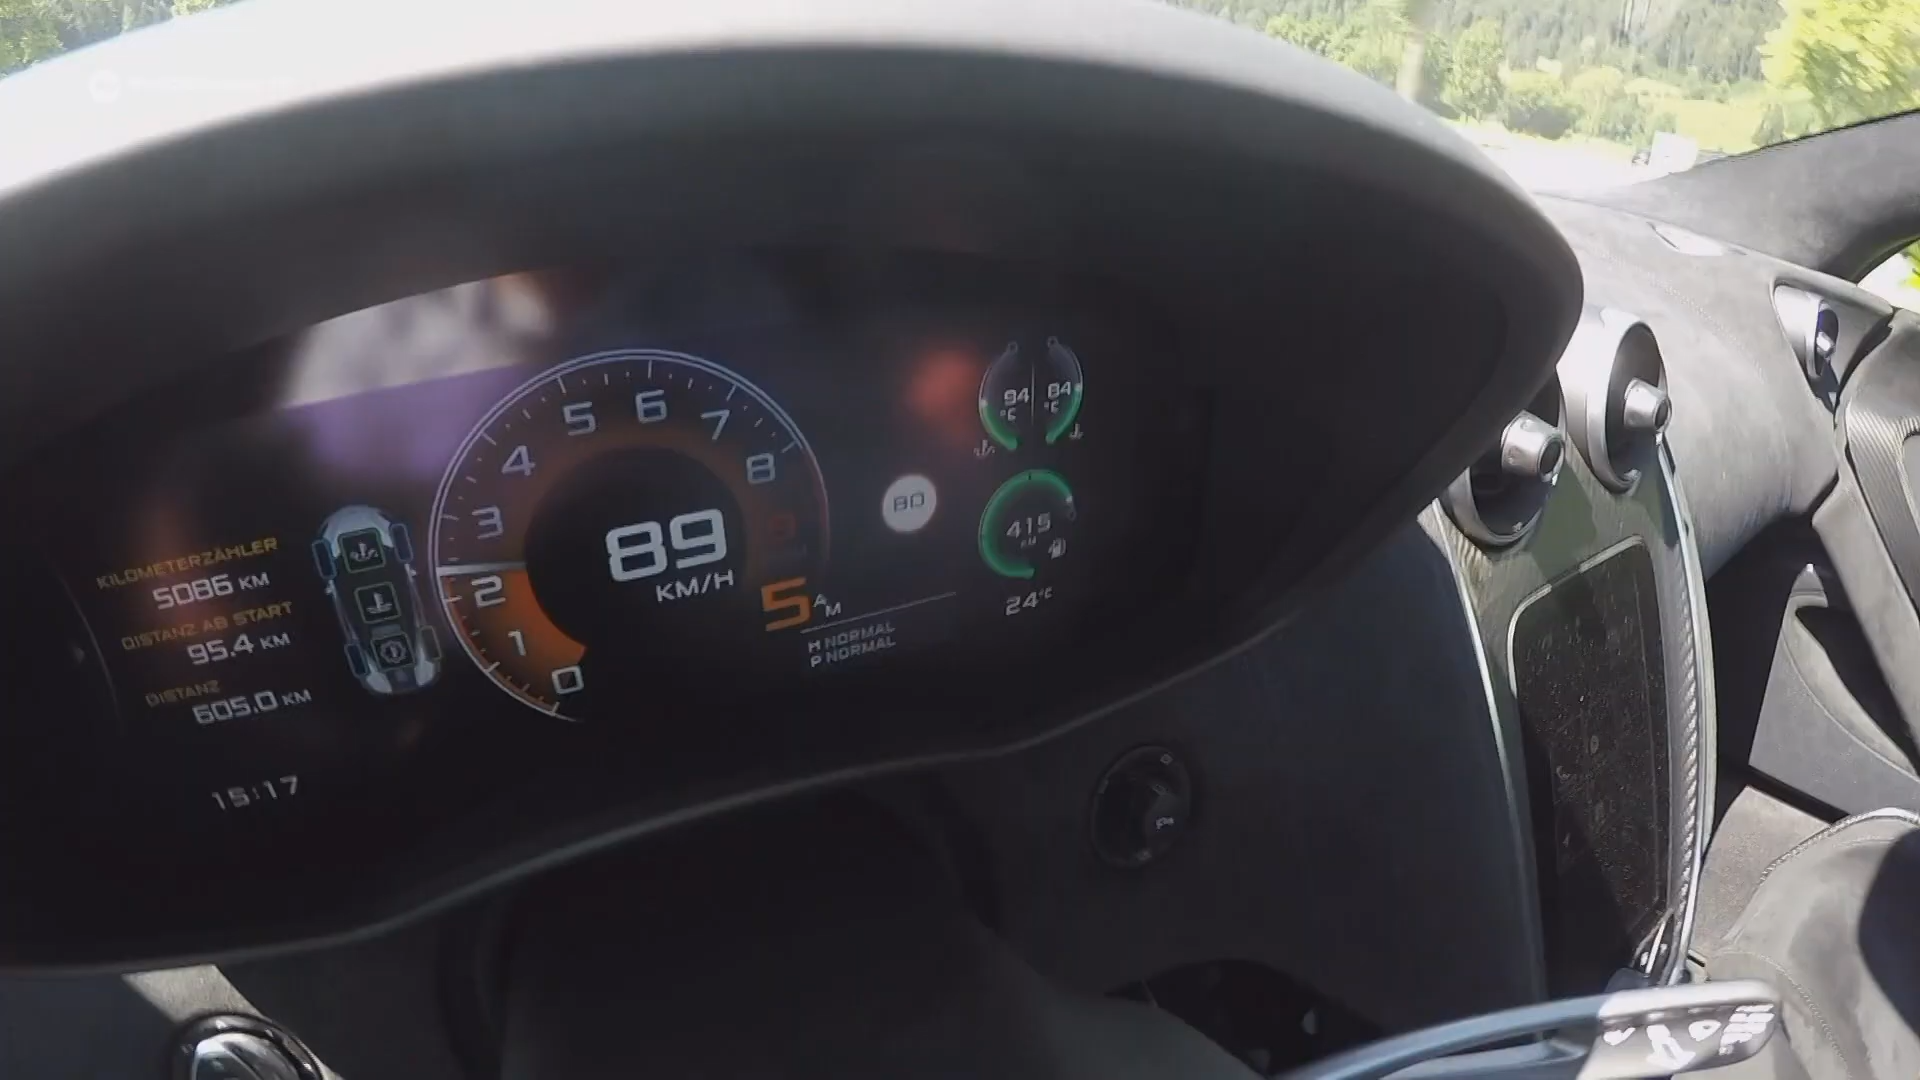 KILOMETERZÄHLER
5086 KM
DISTANZ AB START
95.4 KM
DISTANZ
605.0 KM
15:17
0
1
2
3
4
5
6
7
8
89
KM/H
5 A M
H NORMAL
P NORMAL
80
94 °C
84 °C
415
24°C